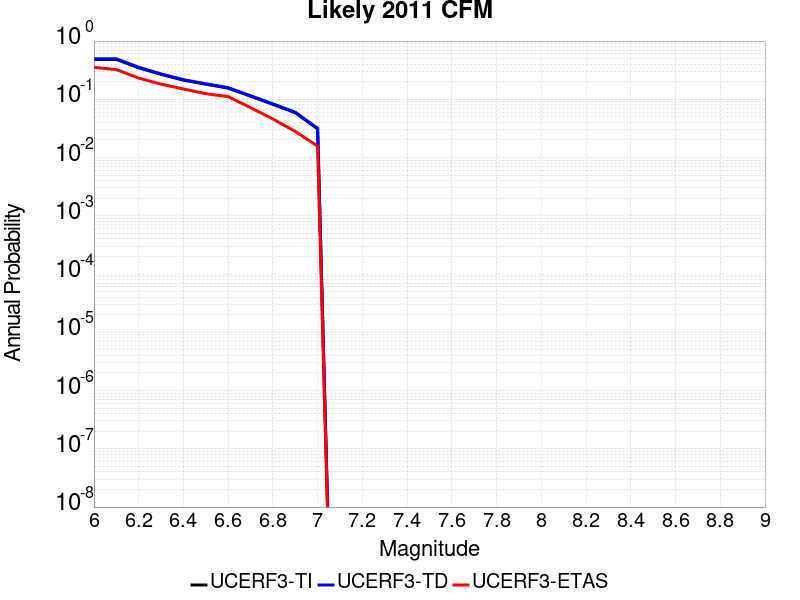 Likely 2011 CFM
10^0
10^-1
10^-2
10^-3
10^-4
10^-5
10^-6
10^-7
10^-8
Annual Probability
6 6.2 6.4 6.6 6.8 7 7.2 7.4 7.6 7.8 8 8.2 8.4 8.6 8.8 9
Magnitude
UCERF3-TI UCERF3-TD UCERF3-ETAS